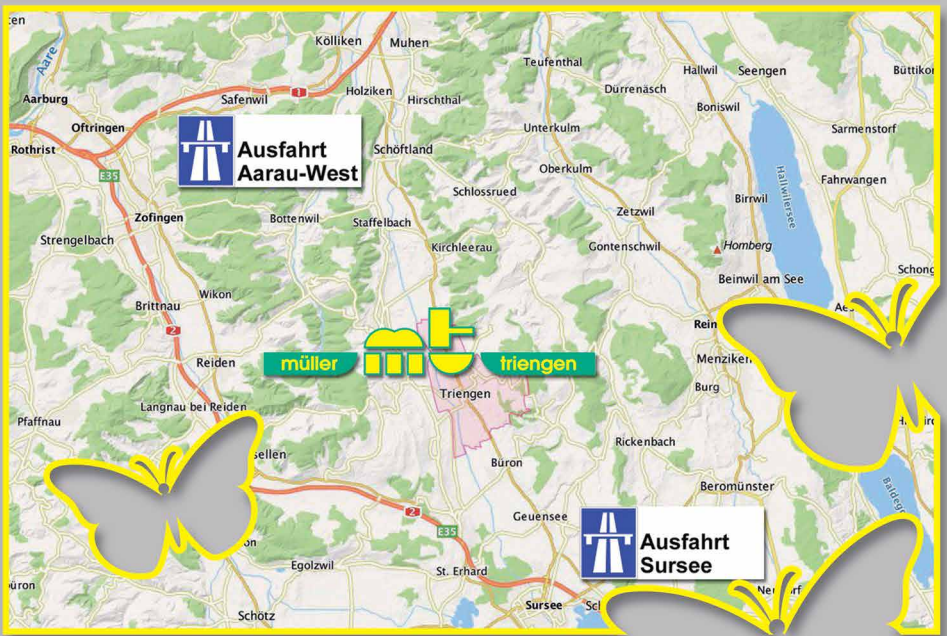 Aare
Kölliken
Muhen
Teufenthal
Hallwil
Seengen
Dürrenäsch
Aarburg
Safenwil
1
Holziken
Hirschthal
Boniswil
Oftringen
Unterkulm
Sarmenstorf
Rothrist
Ausfahrt
Aarau-West
Schöftland
E35
Oberkulm
Fahrwangen
Schlossrued
Hallwilersee
Birrwil
Zofingen
Bottenwil
Staffelbach
Zetzwil
Strengelbach
Kirchleerau
Gontenschwil
Homberg
Beinwil am See
Brittnau
Wikon
2
Reiden
müller
mt
triengen
Menziken
Triengen
Burg
Langnau bei Reiden
Pfaffnau
Rickenbach
Büron
Beromünster
2
Geuensee
E35
Ausfahrt
Sursee
Egolzwil
St. Erhard
Schötz
Sursee